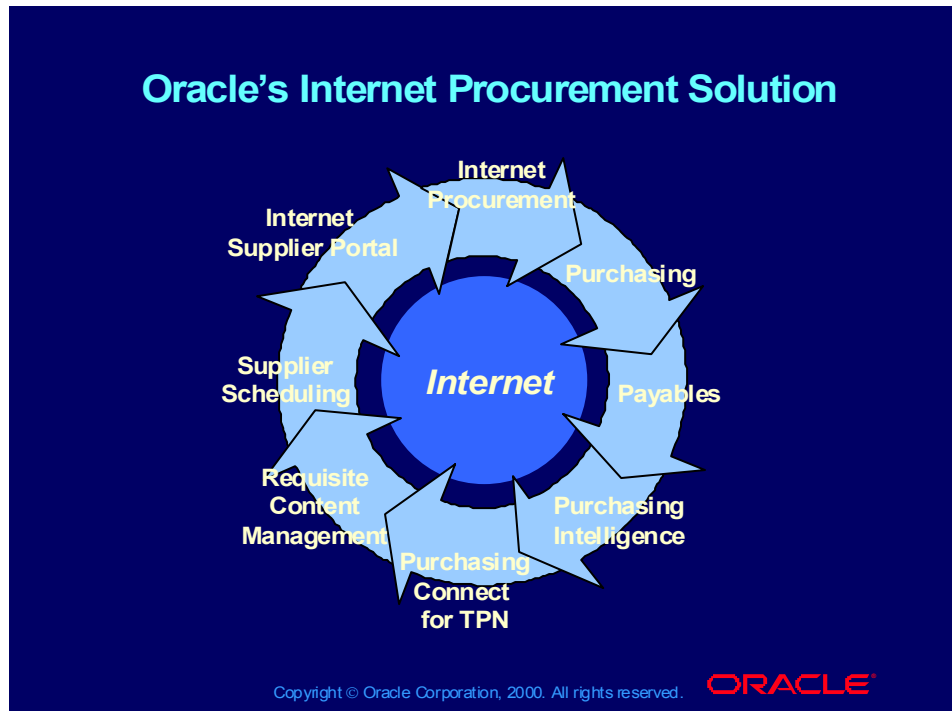 Oracle's Internet Procurement Solution
Internet
Procurement
Internet
Supplier Portal
Purchasing
Supplier
Scheduling
Internet
Payables
Requisite
Content
Management
Purchasing
Intelligence
Purchasing
Connect
for TPN
Copyright © Oracle Corporation, 2000. All rights reserved.
ORACLE®